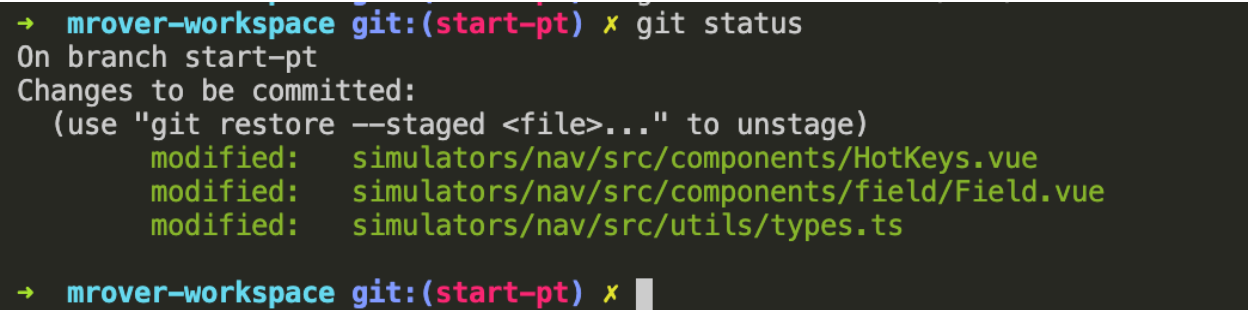 → mrover-workspace git:(start-pt) ✗ git status
On branch start-pt
Changes to be committed:
  (use "git restore --staged <file>..." to unstage)
        modified:   simulators/nav/src/components/HotKeys.vue
        modified:   simulators/nav/src/components/field/Field.vue
        modified:   simulators/nav/src/utils/types.ts
→ mrover-workspace git:(start-pt) ✗